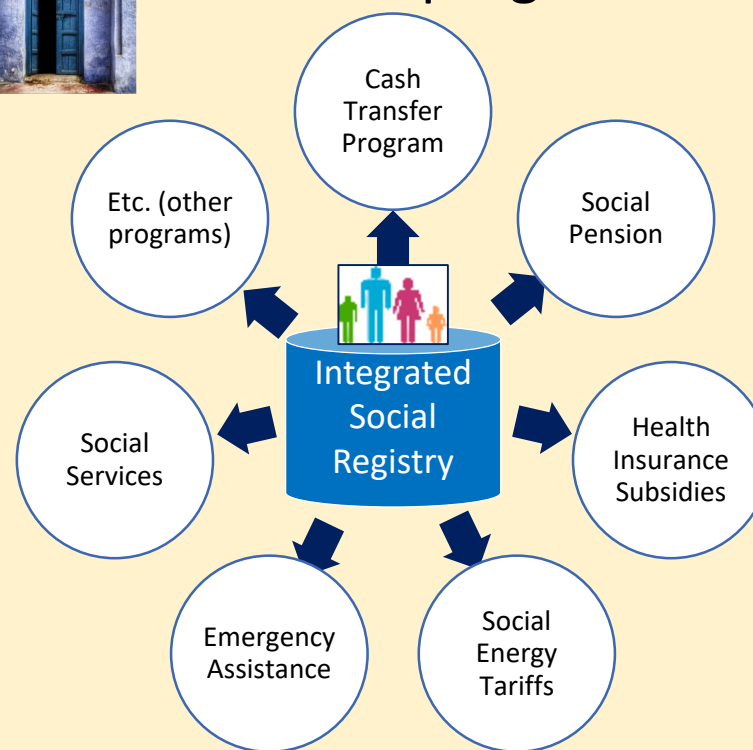 Cash
Transfer
Program
Etc. (other
programs)
Social
Pension
Integrated
Social
Registry
Social
Services
Health
Insurance
Subsidies
Emergency
Assistance
Social
Energy
Tariffs